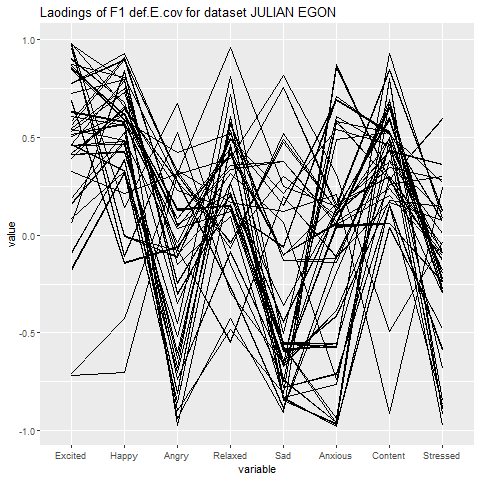 Laodings of F1 def.E.cov for dataset JULIAN EGON
1.0
0.5
0.0
-0.5
-1.0
value
Excited Happy Angry Relaxed Sad Anxious Content Stressed
variable